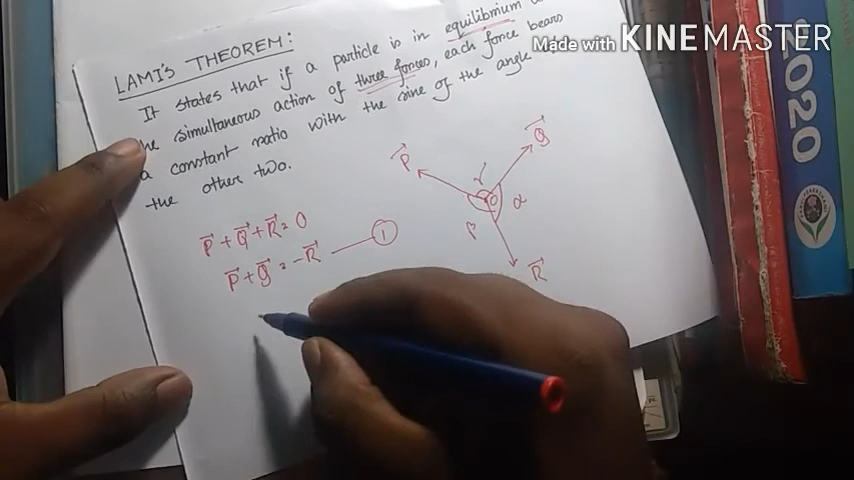 Made with KINEMASTER
LAMI'S THEOREM:
It states that if a particle is in equilibrium
the simultaneous action of three forces, each force bears
a constant ratio with the sine of the angle
the other two.
P⃗ Q⃗
γ
O α
β
R⃗
P⃗ + Q⃗ + R⃗ = 0
P⃗ + Q⃗ = -R⃗ 1
2020